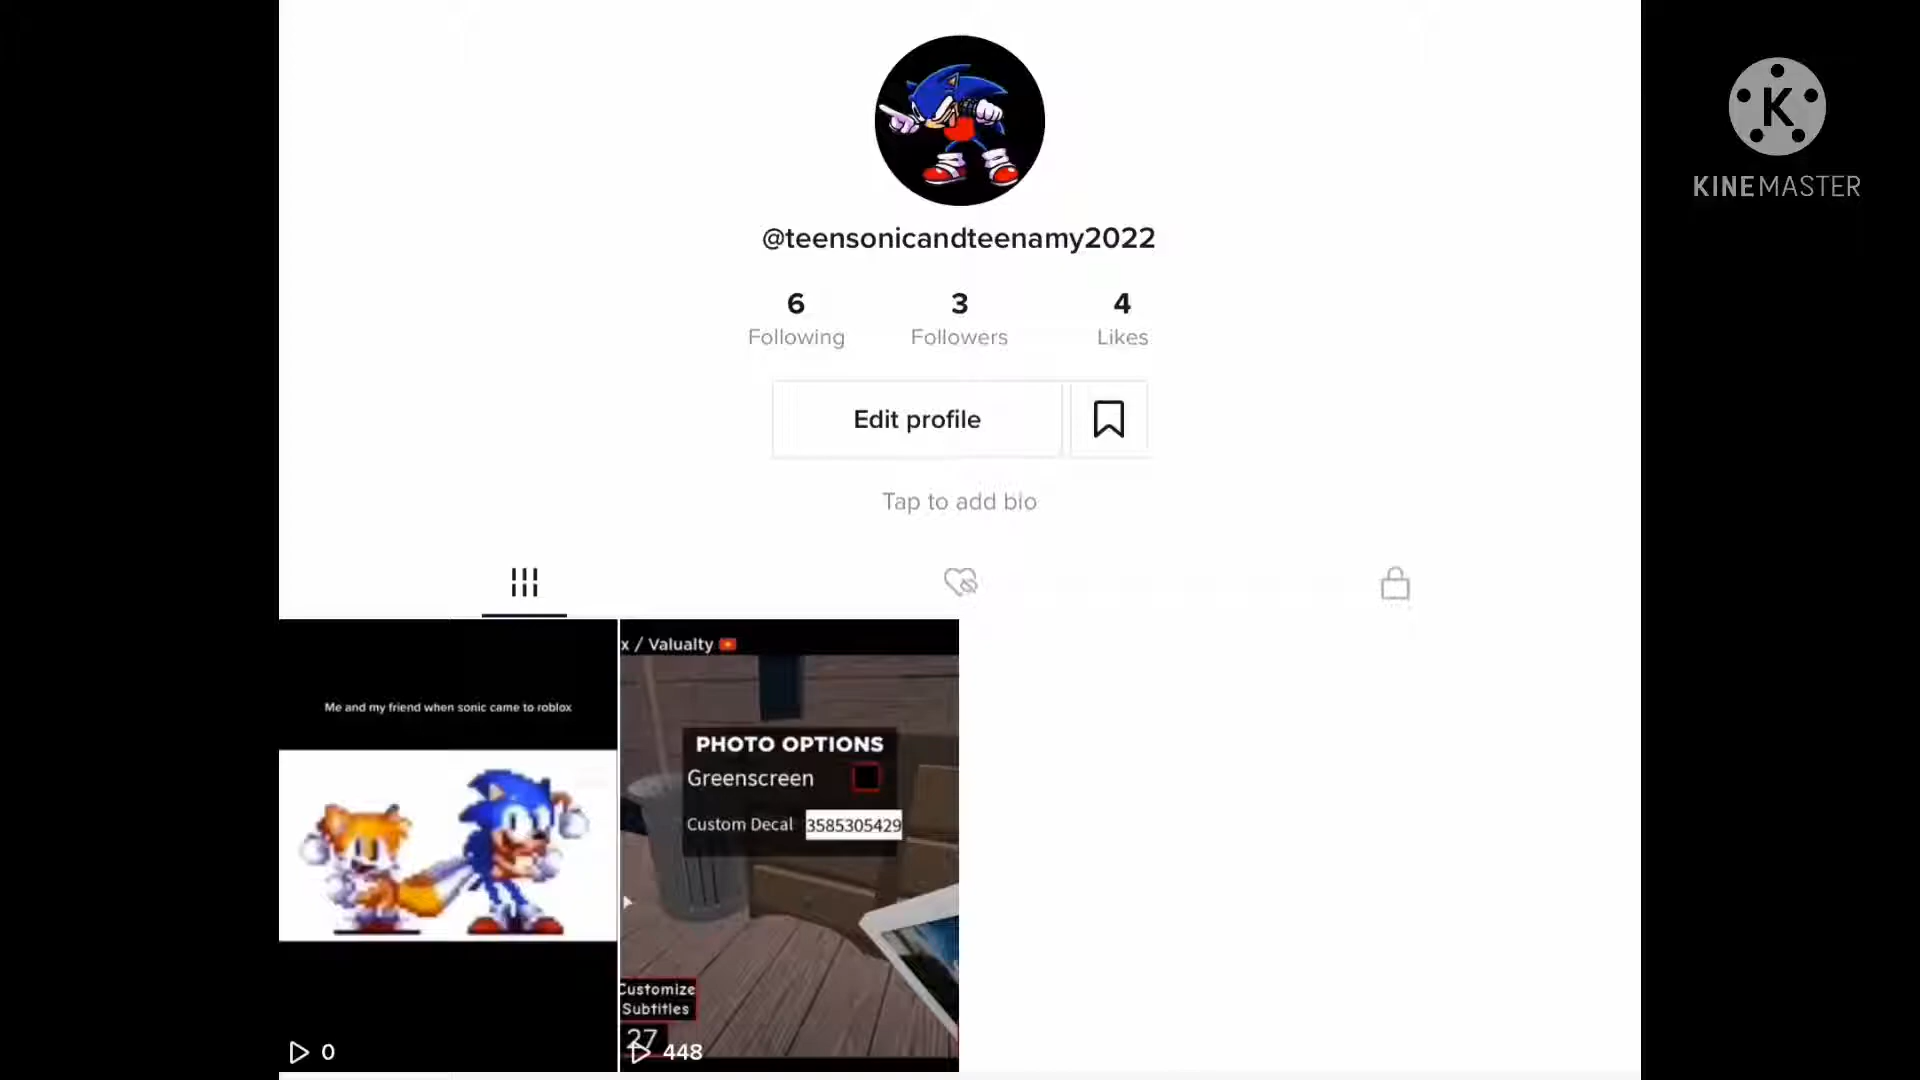 K
KINEMASTER
@teensonicandteenamy2022
6
3
4
Following
Followers
Likes
Edit profile
Tap to add bio
Me and my friend when sonic came to roblox
0
x / Valualty
PHOTO OPTIONS
Greenscreen
Custom Decal 3585305429
Customize
Subtitles
27
448